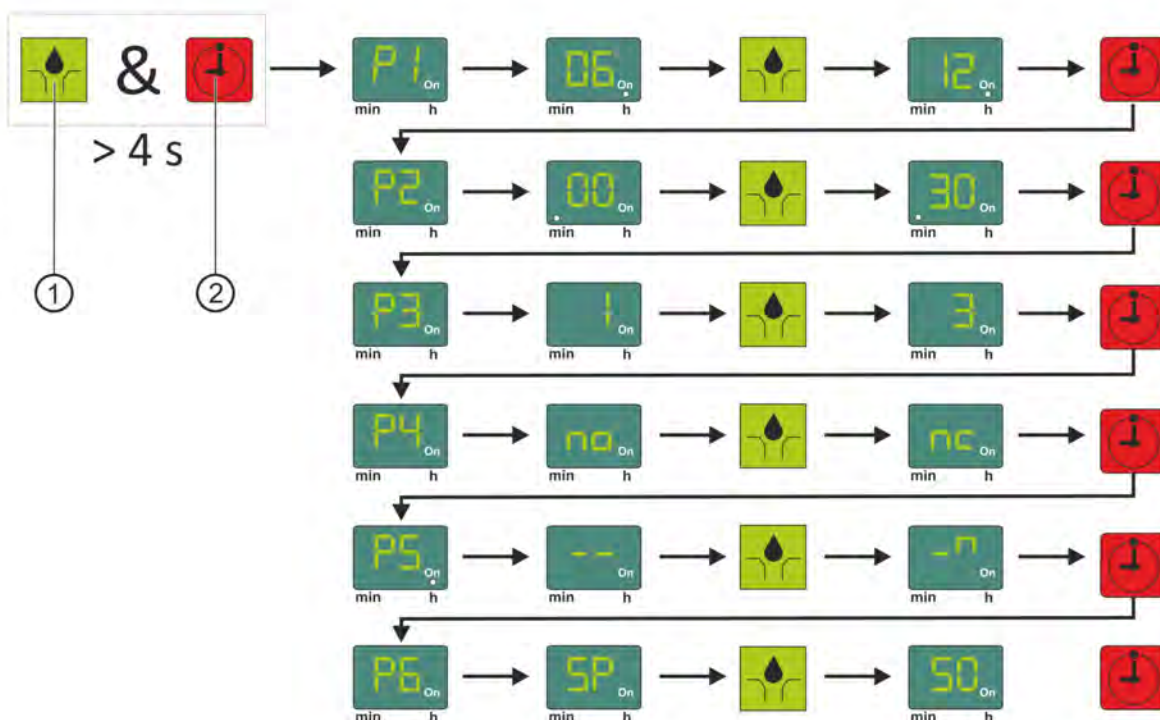 & > 4 s
1 2
P1 On min h 06 On min h 12 On min h
P2 On min h 00 On min h 30 On min h
P3 On min h 1 On min h 3 On min h
P4 On min h no On min h nc On min h
P5 On min h -- On min h -n On min h
P6 On min h SP On min h SO On min h